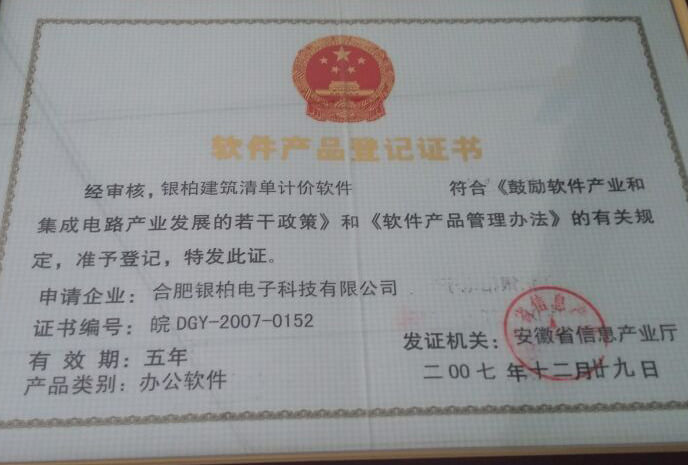 软件产品登记证书
经审核，银柏建筑清单计价软件 符合《鼓励软件产业和
集成电路产业发展的若干政策》和《软件产品管理办法》的有关规
定，准予登记，特发此证。
申请企业：合肥银柏电子科技有限公司
证书编号：皖 DGY-2007-0152
有 效 期：五年
产品类别：办公软件
发证机关：安徽省信息产业厅
二00七年十二月廿九日